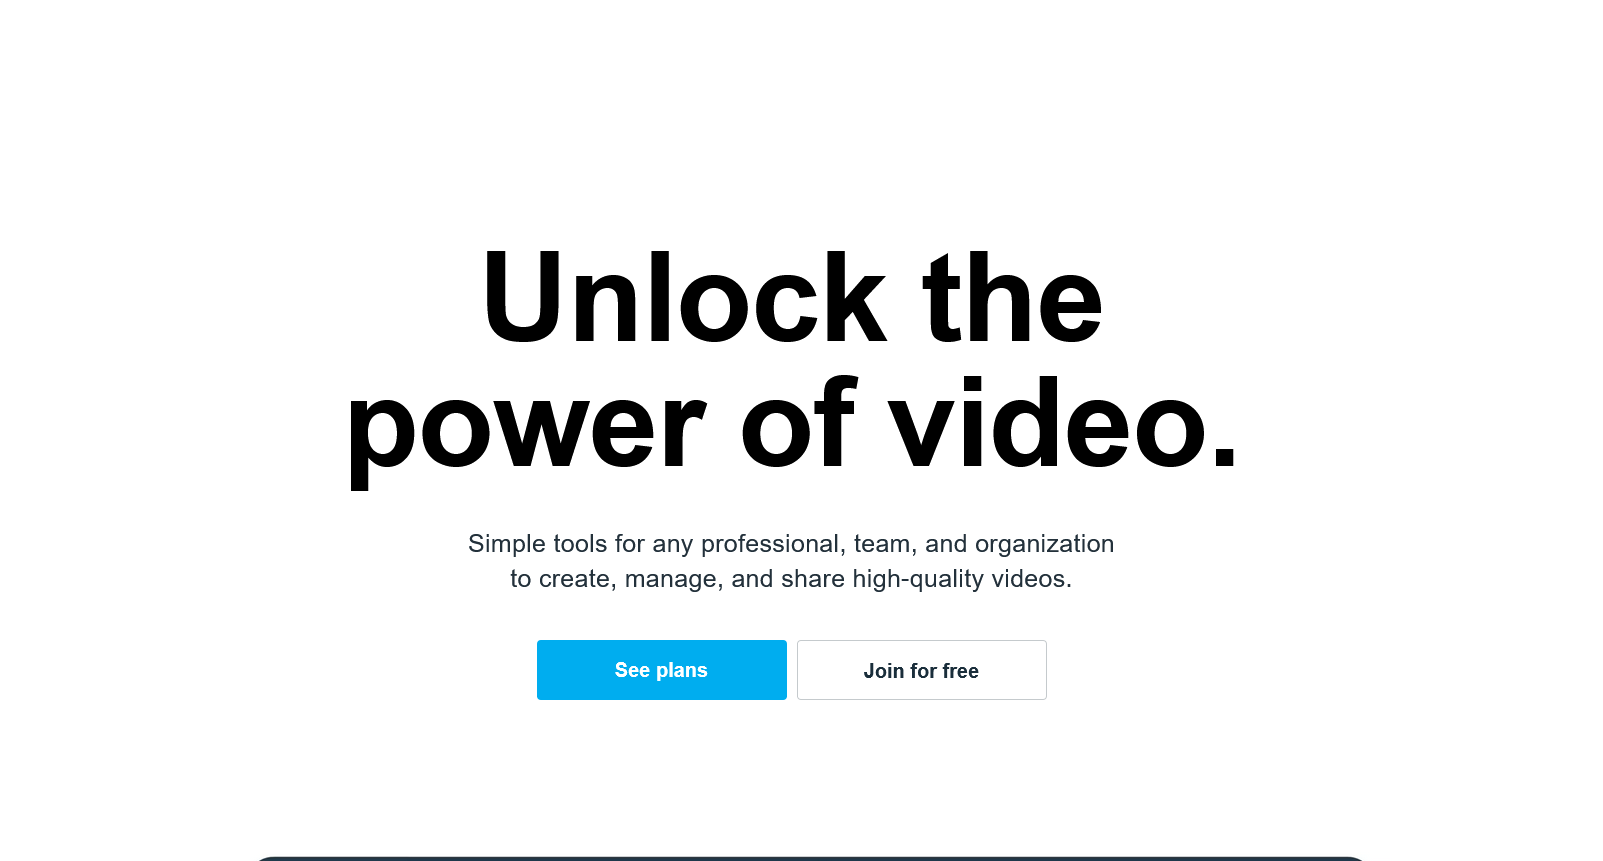 Unlock the
power of video.
Simple tools for any professional, team, and organization
to create, manage, and share high-quality videos.
See plans
Join for free